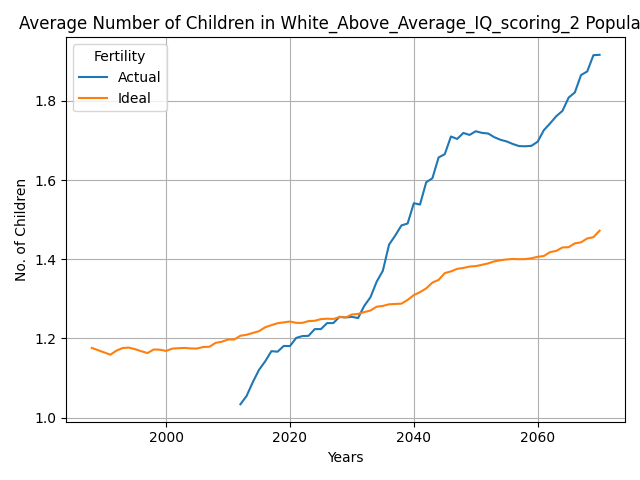 Average Number of Children in White_Above_Average_IQ_scoring_2 Popula
Fertility
Actual
Ideal
1.8
1.6
1.4
1.2
1.0
No. of Children
2000 2020 2040 2060
Years